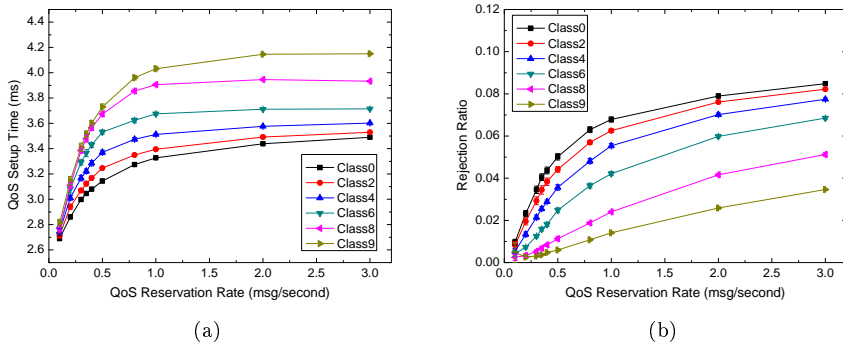 4.4
4.2
4.0
3.8
3.6
3.4
3.2
3.0
2.8
2.6
QoS Setup Time (ms)
Class0
Class2
Class4
Class6
Class8
Class9
0.0 0.5 1.0 1.5 2.0 2.5 3.0
QoS Reservation Rate (msg/second)
(a)
0.12
0.10
0.08
0.06
0.04
0.02
0.00
Rejection Ratio
Class0
Class2
Class4
Class6
Class8
Class9
0.0 0.5 1.0 1.5 2.0 2.5 3.0
QoS Reservation Rate (msg/second)
(b)